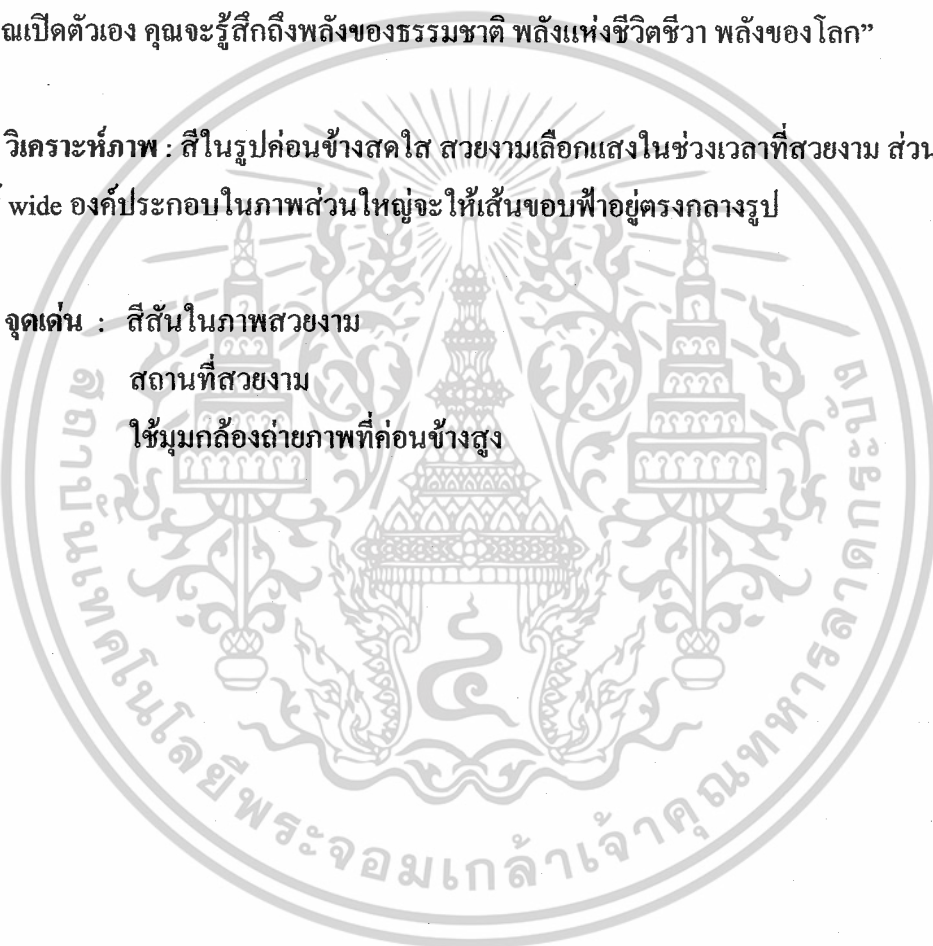 ณเปิดตัวเอง คุณจะรู้สึกถึงพลังของธรรมชาติ พลังแห่งชีวิตชีวา พลังของโลก”
วิเคราะห์ภาพ : สีในรูปค่อนข้างสดใส สวยงามเลือกแสงในช่วงเวลาที่สวยงาม ส่วน
wide องค์ประกอบในภาพส่วนใหญ่จะให้เส้นขอบฟ้าอยู่ตรงกลางรูป
จุดเด่น : สีสันในภาพสวยงาม
สถานที่สวยงาม
ใช้มุมกล้องถ่ายภาพที่ค่อนข้างสูง
๔
สถาบันเทคโนโลยีพระจอมเกล้าเจ้าคุณทหารลาดกระบัง